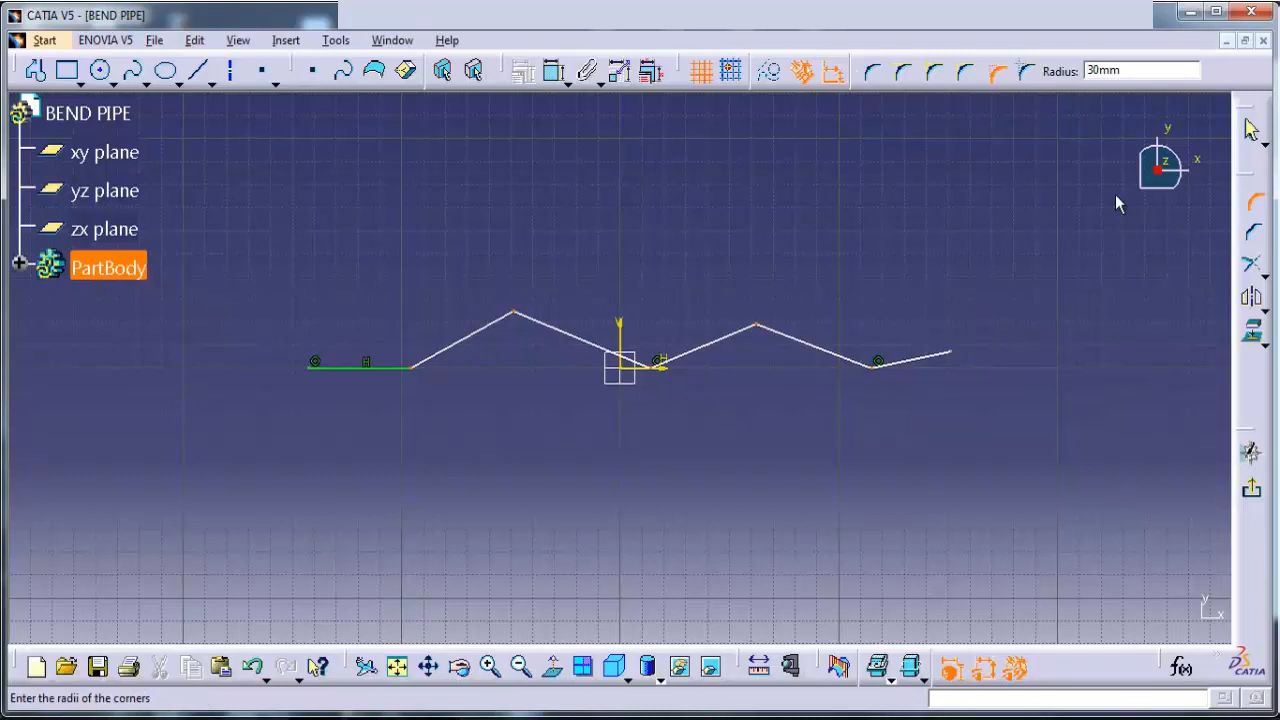 CATIA V5 - [BEND PIPE]
Start ENOVIA V5 File Edit View Insert Tools Window Help
Radius: 30mm
BEND PIPE
xy plane
yz plane
zx plane
PartBody
y
z x
V
H
H
y
x
f(x)
CATIA
Enter the radii of the corners